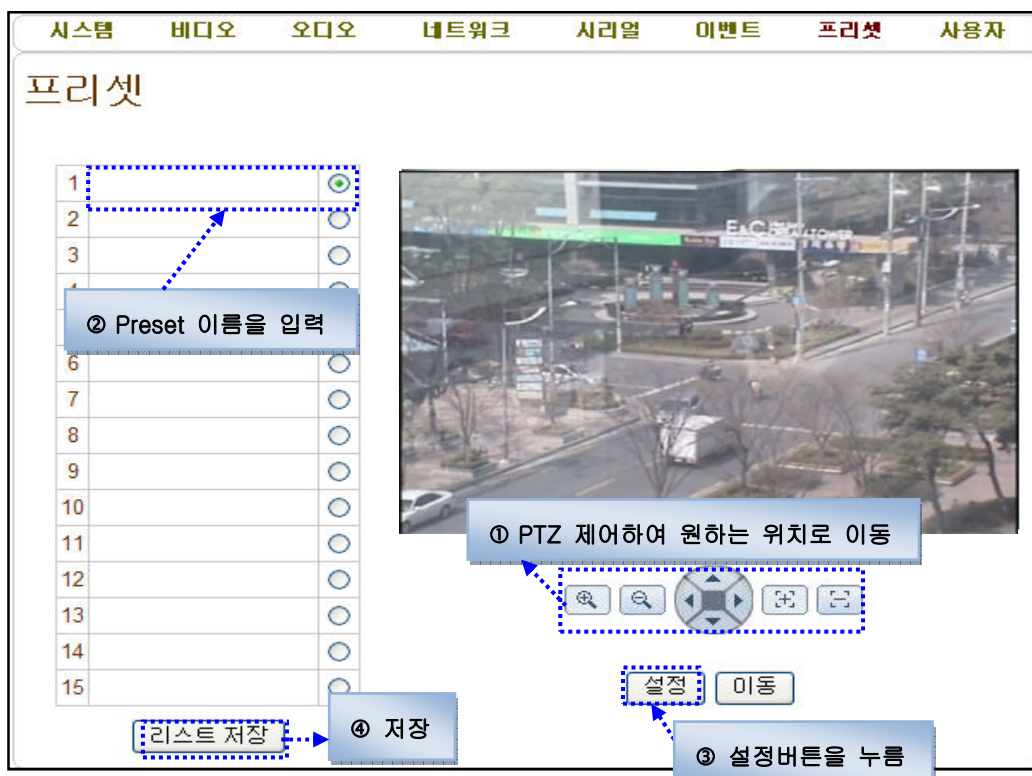 시스템 비디오 오디오 네트워크 시리얼 이벤트 프리셋 사용자
프리셋
1
2
3
② Preset 이름을 입력
6
7
8
9
10
11
12
13
14
15
E&C
TOWER
① PTZ 제어하여 원하는 위치로 이동
설정 이동
리스트 저장
④ 저장
③ 설정버튼을 누름